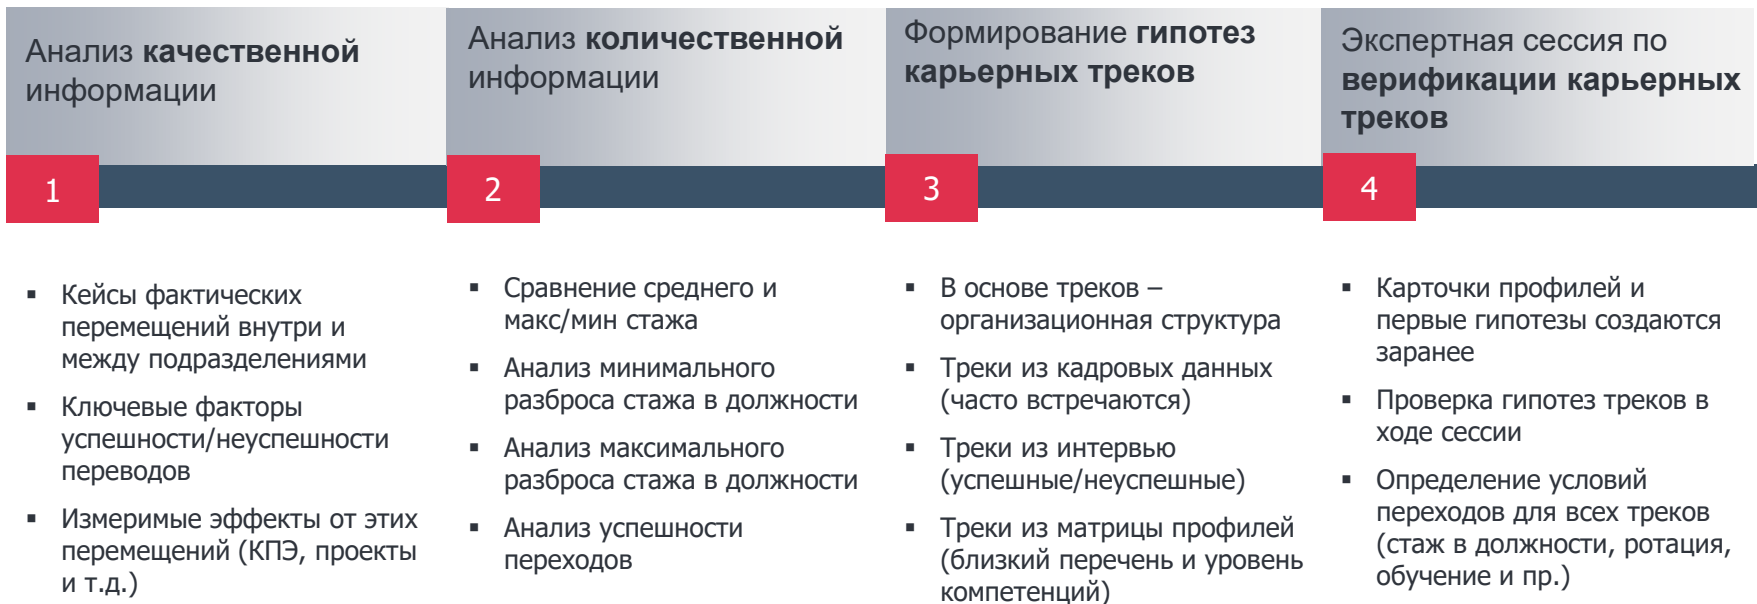 Анализ качественной
информации
1
▪ Кейсы фактических
перемещений внутри и
между подразделениями
▪ Ключевые факторы
успешности/неуспешности
переводов
▪ Измеримые эффекты от этих
перемещений (КПЭ, проекты
и т.д.)
Анализ количественной
информации
2
▪ Сравнение среднего и
макс/мин стажа
▪ Анализ минимального
разброса стажа в должности
▪ Анализ максимального
разброса стажа в должности
▪ Анализ успешности
переходов
Формирование гипотез
карьерных треков
3
▪ В основе треков –
организационная структура
▪ Треки из кадровых данных
(часто встречаются)
▪ Треки из интервью
(успешные/неуспешные)
▪ Треки из матрицы профилей
(близкий перечень и уровень
компетенций)
Экспертная сессия по
верификации карьерных
треков
4
▪ Карточки профилей и
первые гипотезы создаются
заранее
▪ Проверка гипотез треков в
ходе сессии
▪ Определение условий
переходов для всех треков
(стаж в должности, ротация,
обучение и пр.)